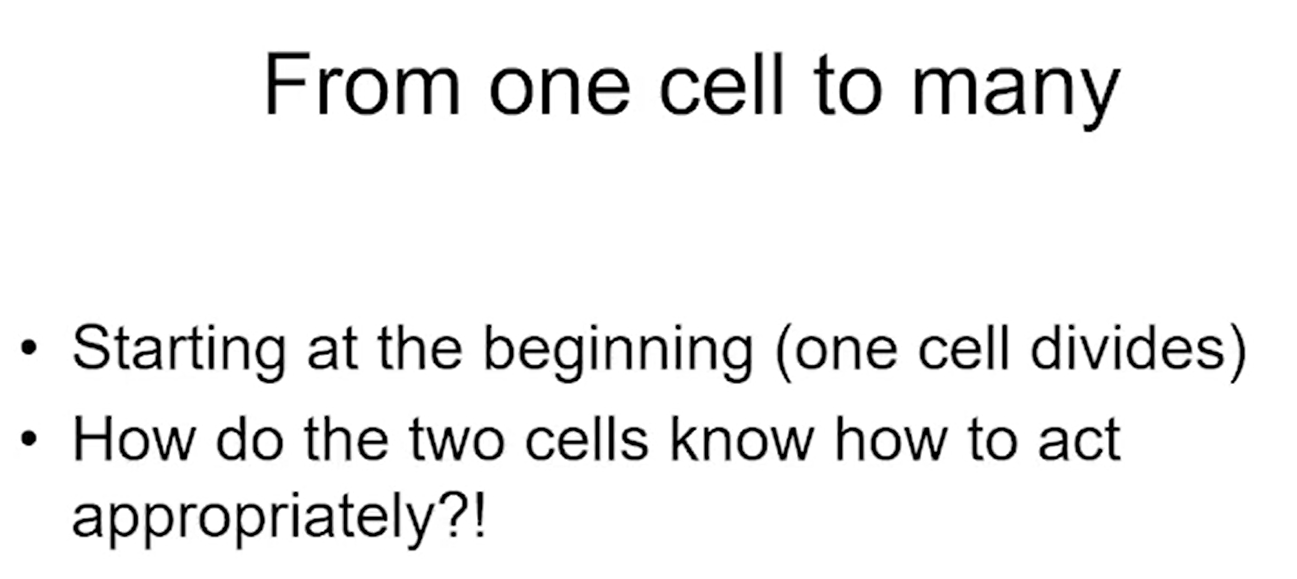 From one cell to many
• Starting at the beginning (one cell divides)
• How do the two cells know how to act
appropriately?!